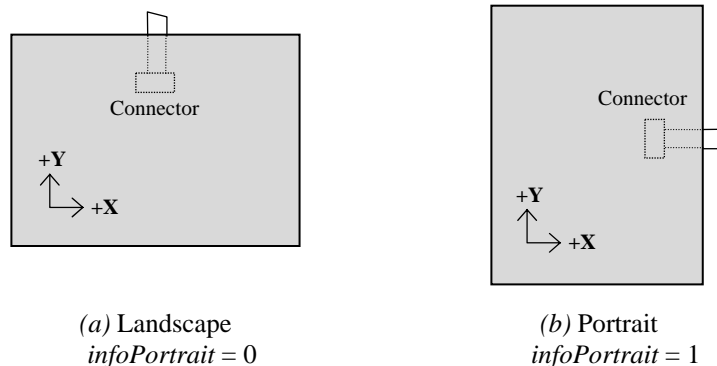 Connector
+Y
+X
(a) Landscape
infoPortrait = 0
Connector
+Y
+X
(b) Portrait
infoPortrait = 1